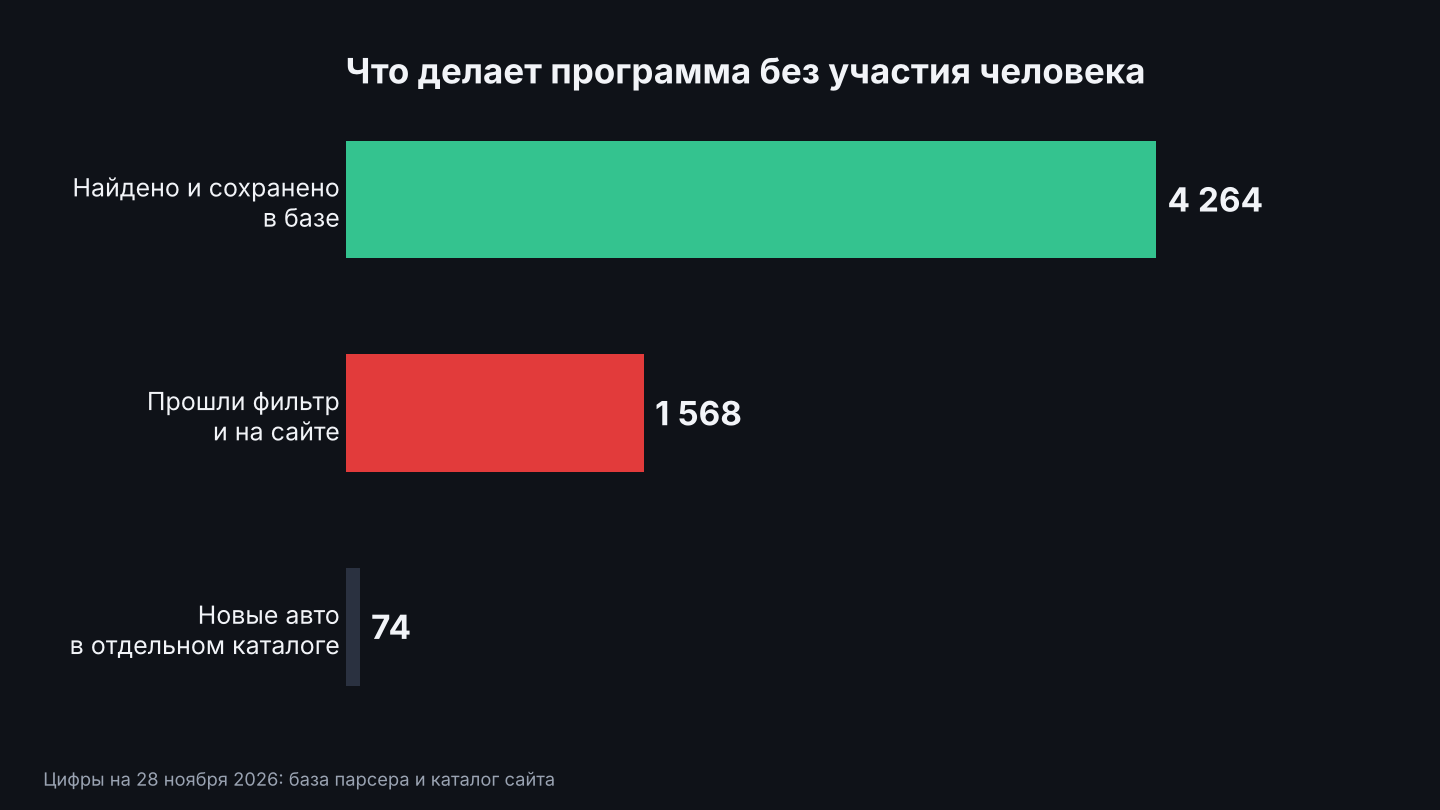 Что делает программа без участия человека
Найдено и сохранено
в базе
4 264
Прошли фильтр
и на сайте
1 568
Новые авто
в отдельном каталоге
74
Цифры на 28 ноября 2026: база парсера и каталог сайта